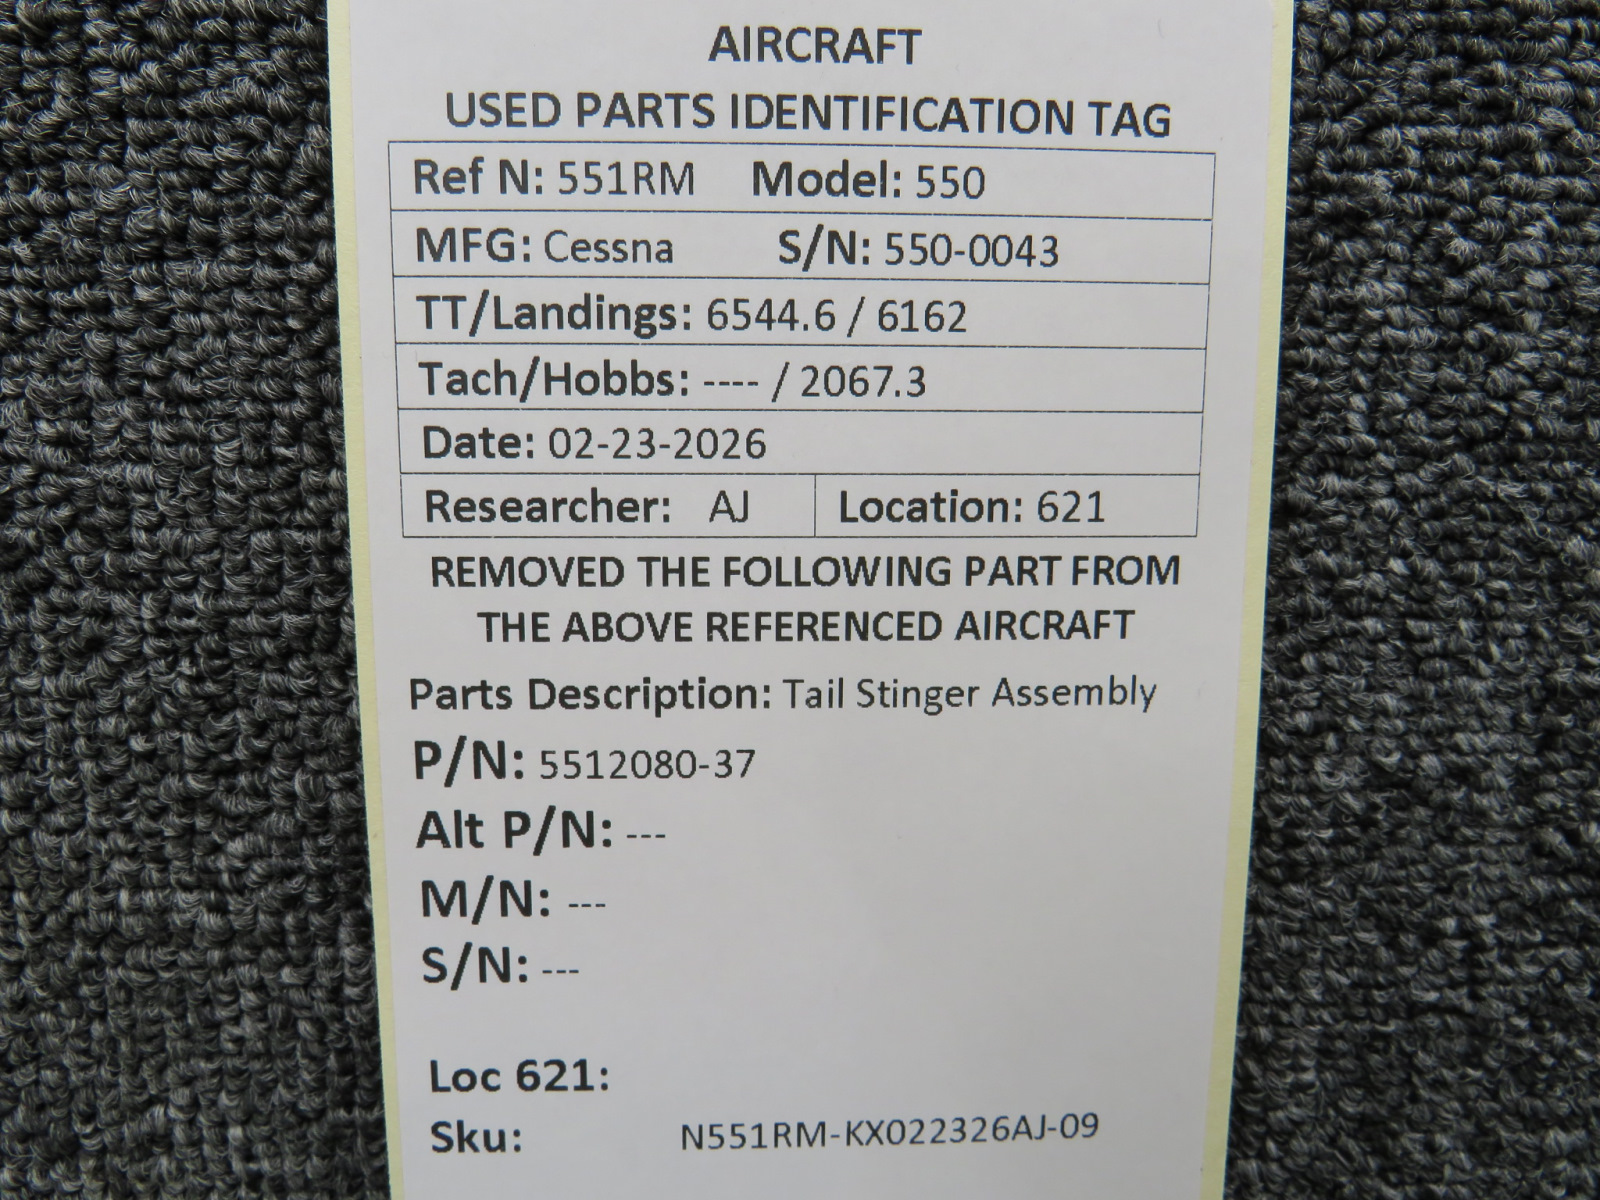 AIRCRAFT
USED PARTS IDENTIFICATION TAG
Ref N: 551RM Model: 550
MFG: Cessna S/N: 550-0043
TT/Landings: 6544.6 / 6162
Tach/Hobbs: ---- / 2067.3
Date: 02-23-2026
Researcher: AJ Location: 621
REMOVED THE FOLLOWING PART FROM
THE ABOVE REFERENCED AIRCRAFT
Parts Description: Tail Stinger Assembly
P/N: 5512080-37
Alt P/N: ---
M/N: ---
S/N: ---
Loc 621:
Sku: N551RM-KX022326AJ-09